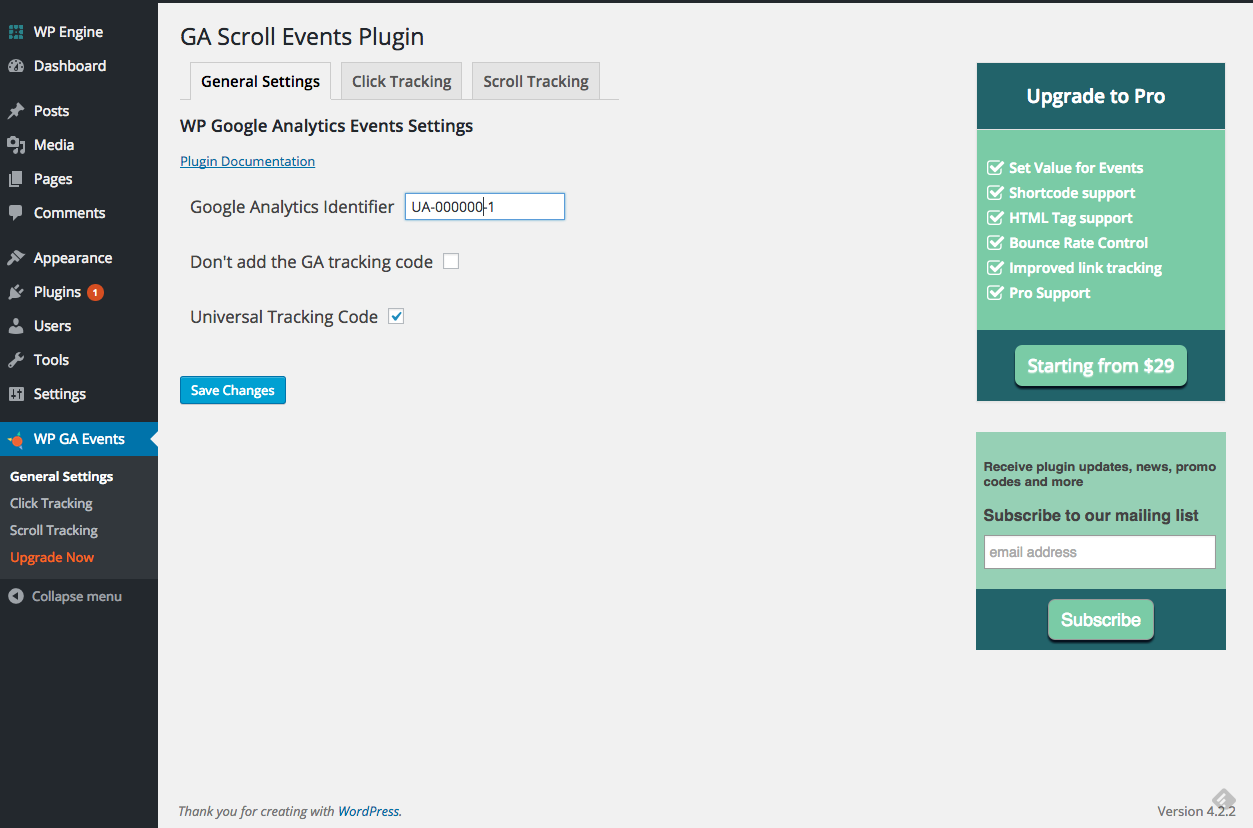 WP Engine
Dashboard
Posts
Media
Pages
Comments
Appearance
Plugins 1
Users
Tools
Settings
WP GA Events
General Settings
Click Tracking
Scroll Tracking
Upgrade Now
Collapse menu
GA Scroll Events Plugin
General Settings Click Tracking Scroll Tracking
WP Google Analytics Events Settings
Plugin Documentation
Google Analytics Identifier UA-000000-1
Don't add the GA tracking code
Universal Tracking Code
Save Changes
Upgrade to Pro
Set Value for Events
Shortcode support
HTML Tag support
Bounce Rate Control
Improved link tracking
Pro Support
Starting from $29
Receive plugin updates, news, promo
codes and more
Subscribe to our mailing list
email address
Subscribe
Thank you for creating with WordPress.
Version 4.2.2